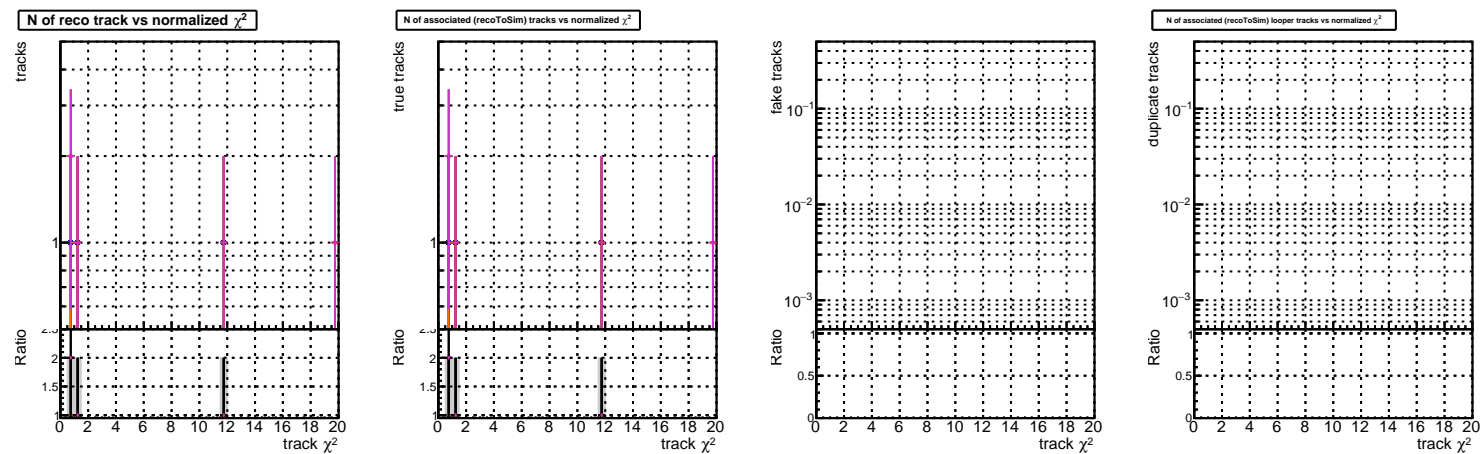 N of reco track vs normalized χ²
tracks
1
Ratio
2.5
2
1.5
1
0 2 4 6 8 10 12 14 16 18 20
track χ²
N of associated (recoToSim) tracks vs normalized χ²
true tracks
1
Ratio
2
1.5
1
0 2 4 6 8 10 12 14 16 18 20
track χ²
fake tracks
10⁻¹
10⁻²
10⁻³
Ratio
1
0.5
0
0 2 4 6 8 10 12 14 16 18 20
track χ²
N of associated (recoToSim) looper tracks vs normalized χ²
duplicate tracks
10⁻¹
10⁻²
10⁻³
Ratio
1
0.5
0
0 2 4 6 8 10 12 14 16 18 20
track χ²